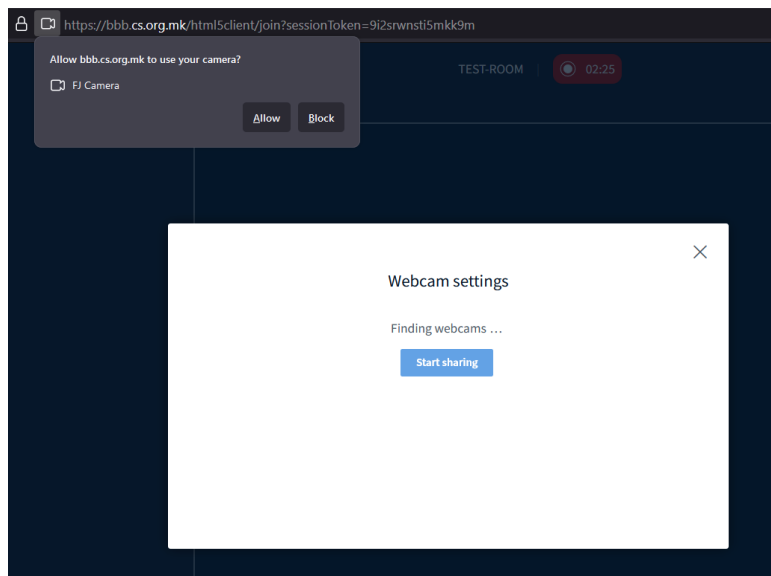 https://bbb.cs.org.mk/html5client/join?sessionToken=9i2srwnsti5mkk9m
Allow bbb.cs.org.mk to use your camera?
FJ Camera
Allow Block
TEST-ROOM 02:25
Webcam settings
Finding webcams …
Start sharing